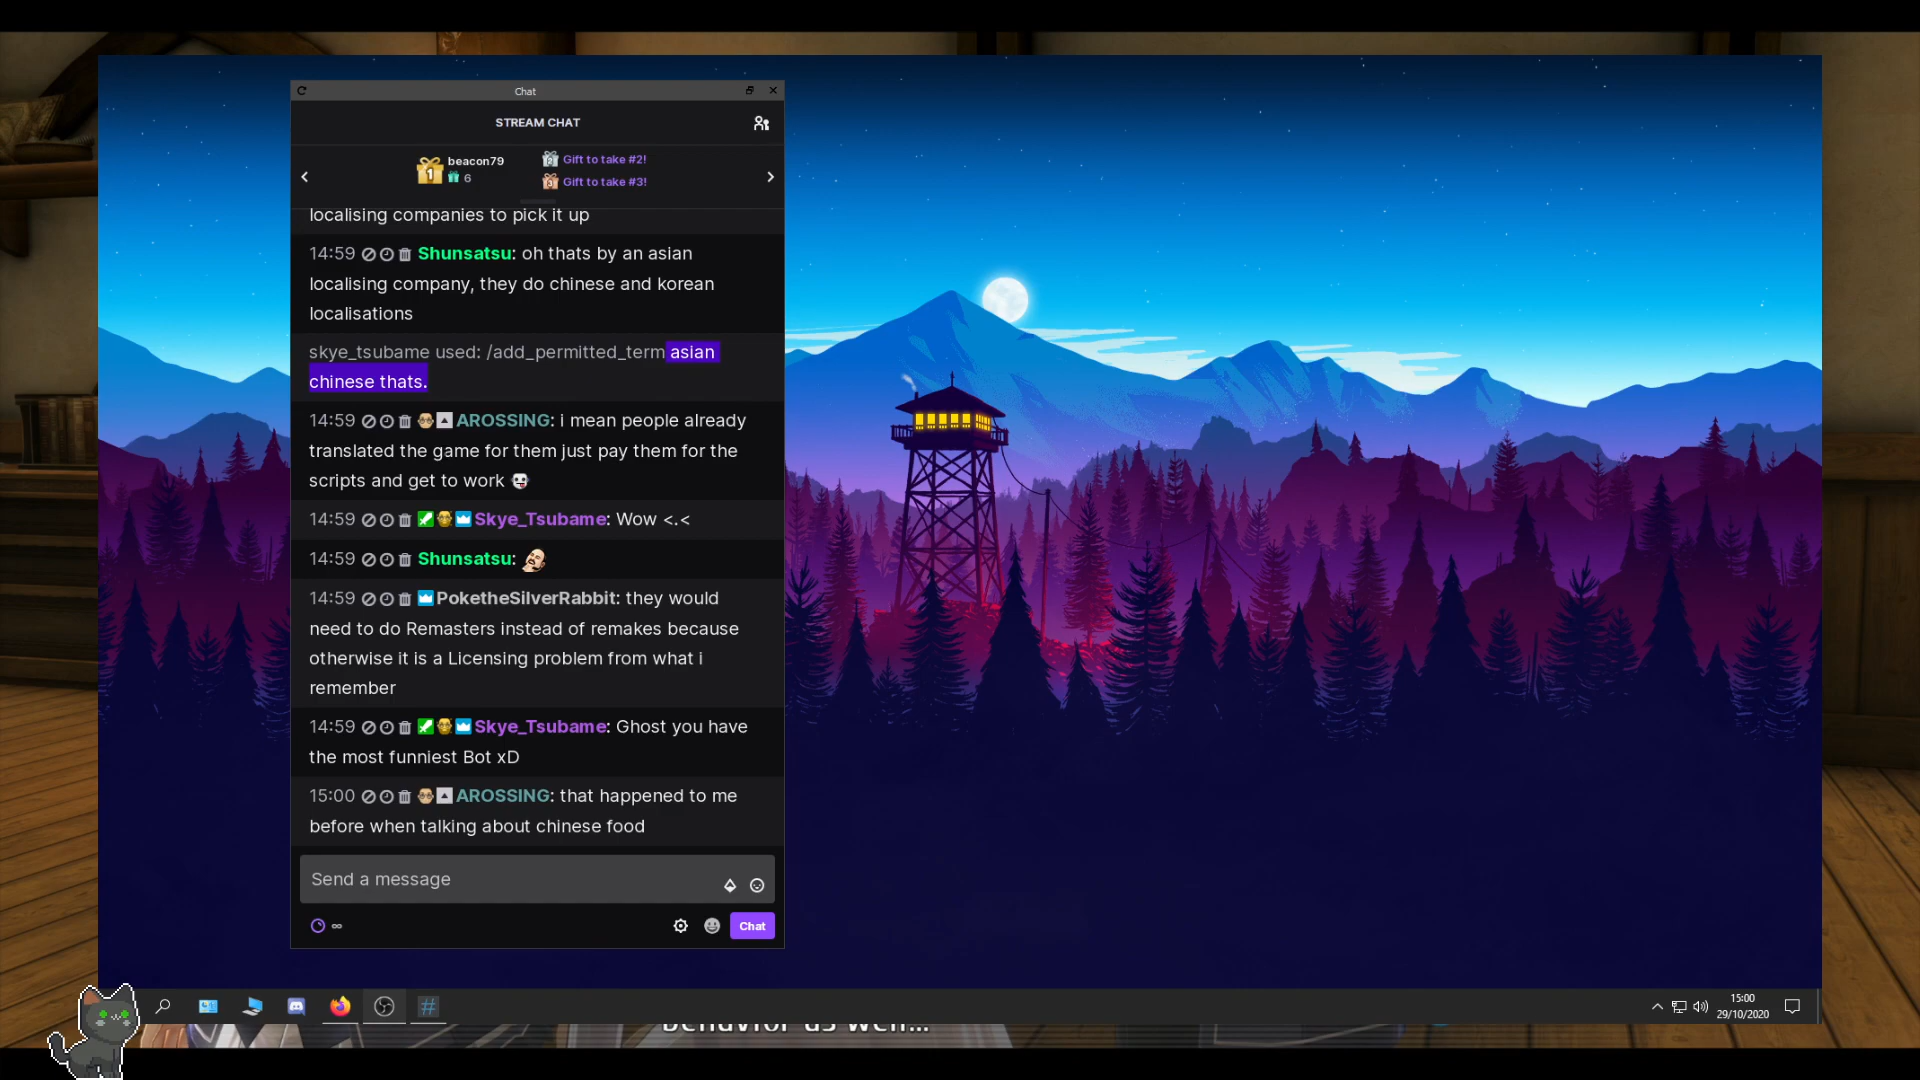 Chat
STREAM CHAT
beacon79
6
Gift to take #2!
Gift to take #3!
localising companies to pick it up
14:59 Shunsatsu: oh thats by an asian
localising company, they do chinese and korean
localisations
skye_tsubame used: /add_permitted_term asian
chinese thats.
14:59 AROSSING: i mean people already
translated the game for them just pay them for the
scripts and get to work
14:59 Skye_Tsubame: Wow <.<
14:59 Shunsatsu:
14:59 PoketheSilverRabbit: they would
need to do Remasters instead of remakes because
otherwise it is a Licensing problem from what i
remember
14:59 Skye_Tsubame: Ghost you have
the most funniest Bot xD
15:00 AROSSING: that happened to me
before when talking about chinese food
Send a message
∞
Chat
15:00
29/10/2020
behavior as well...